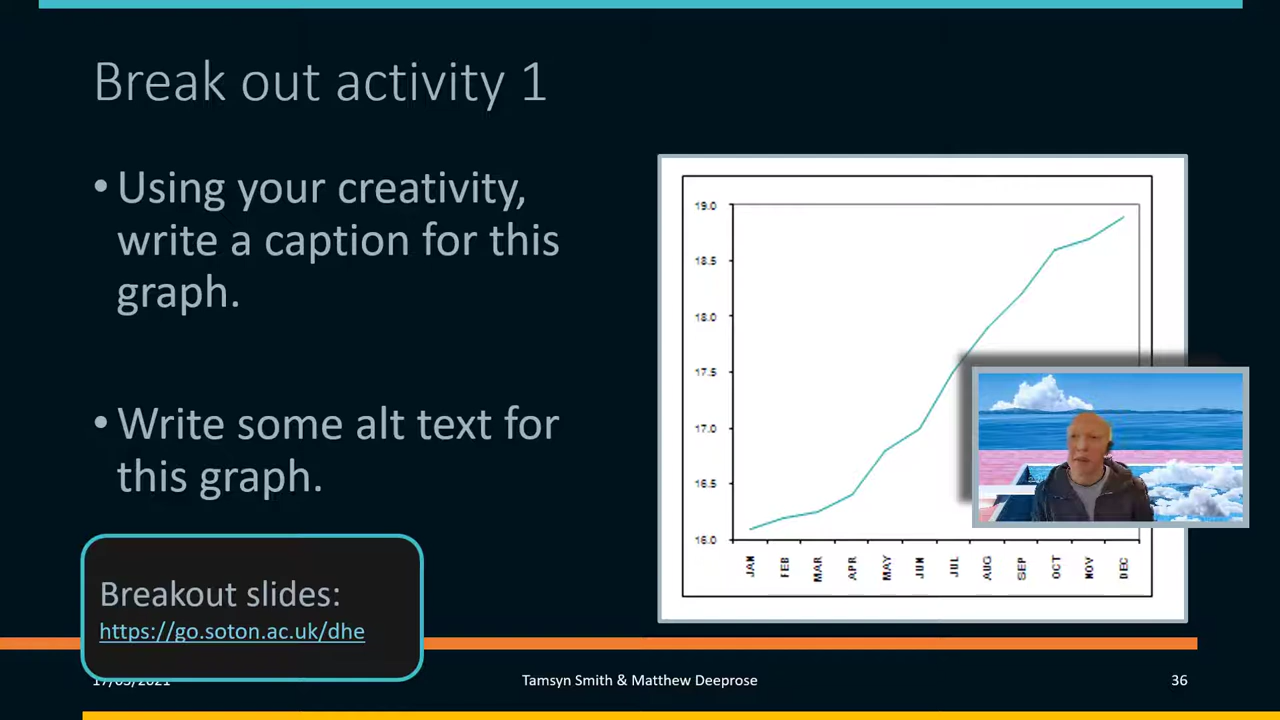 Break out activity 1
• Using your creativity,
write a caption for this
graph.
• Write some alt text for
this graph.
19.0
18.5
18.0
17.5
17.0
16.5
16.0
JAN FEB MAR APR MAY JUN JUL AUG SEP OCT NOV DEC
Breakout slides:
https://go.soton.ac.uk/dhe
Tamsyn Smith & Matthew Deeprose
36